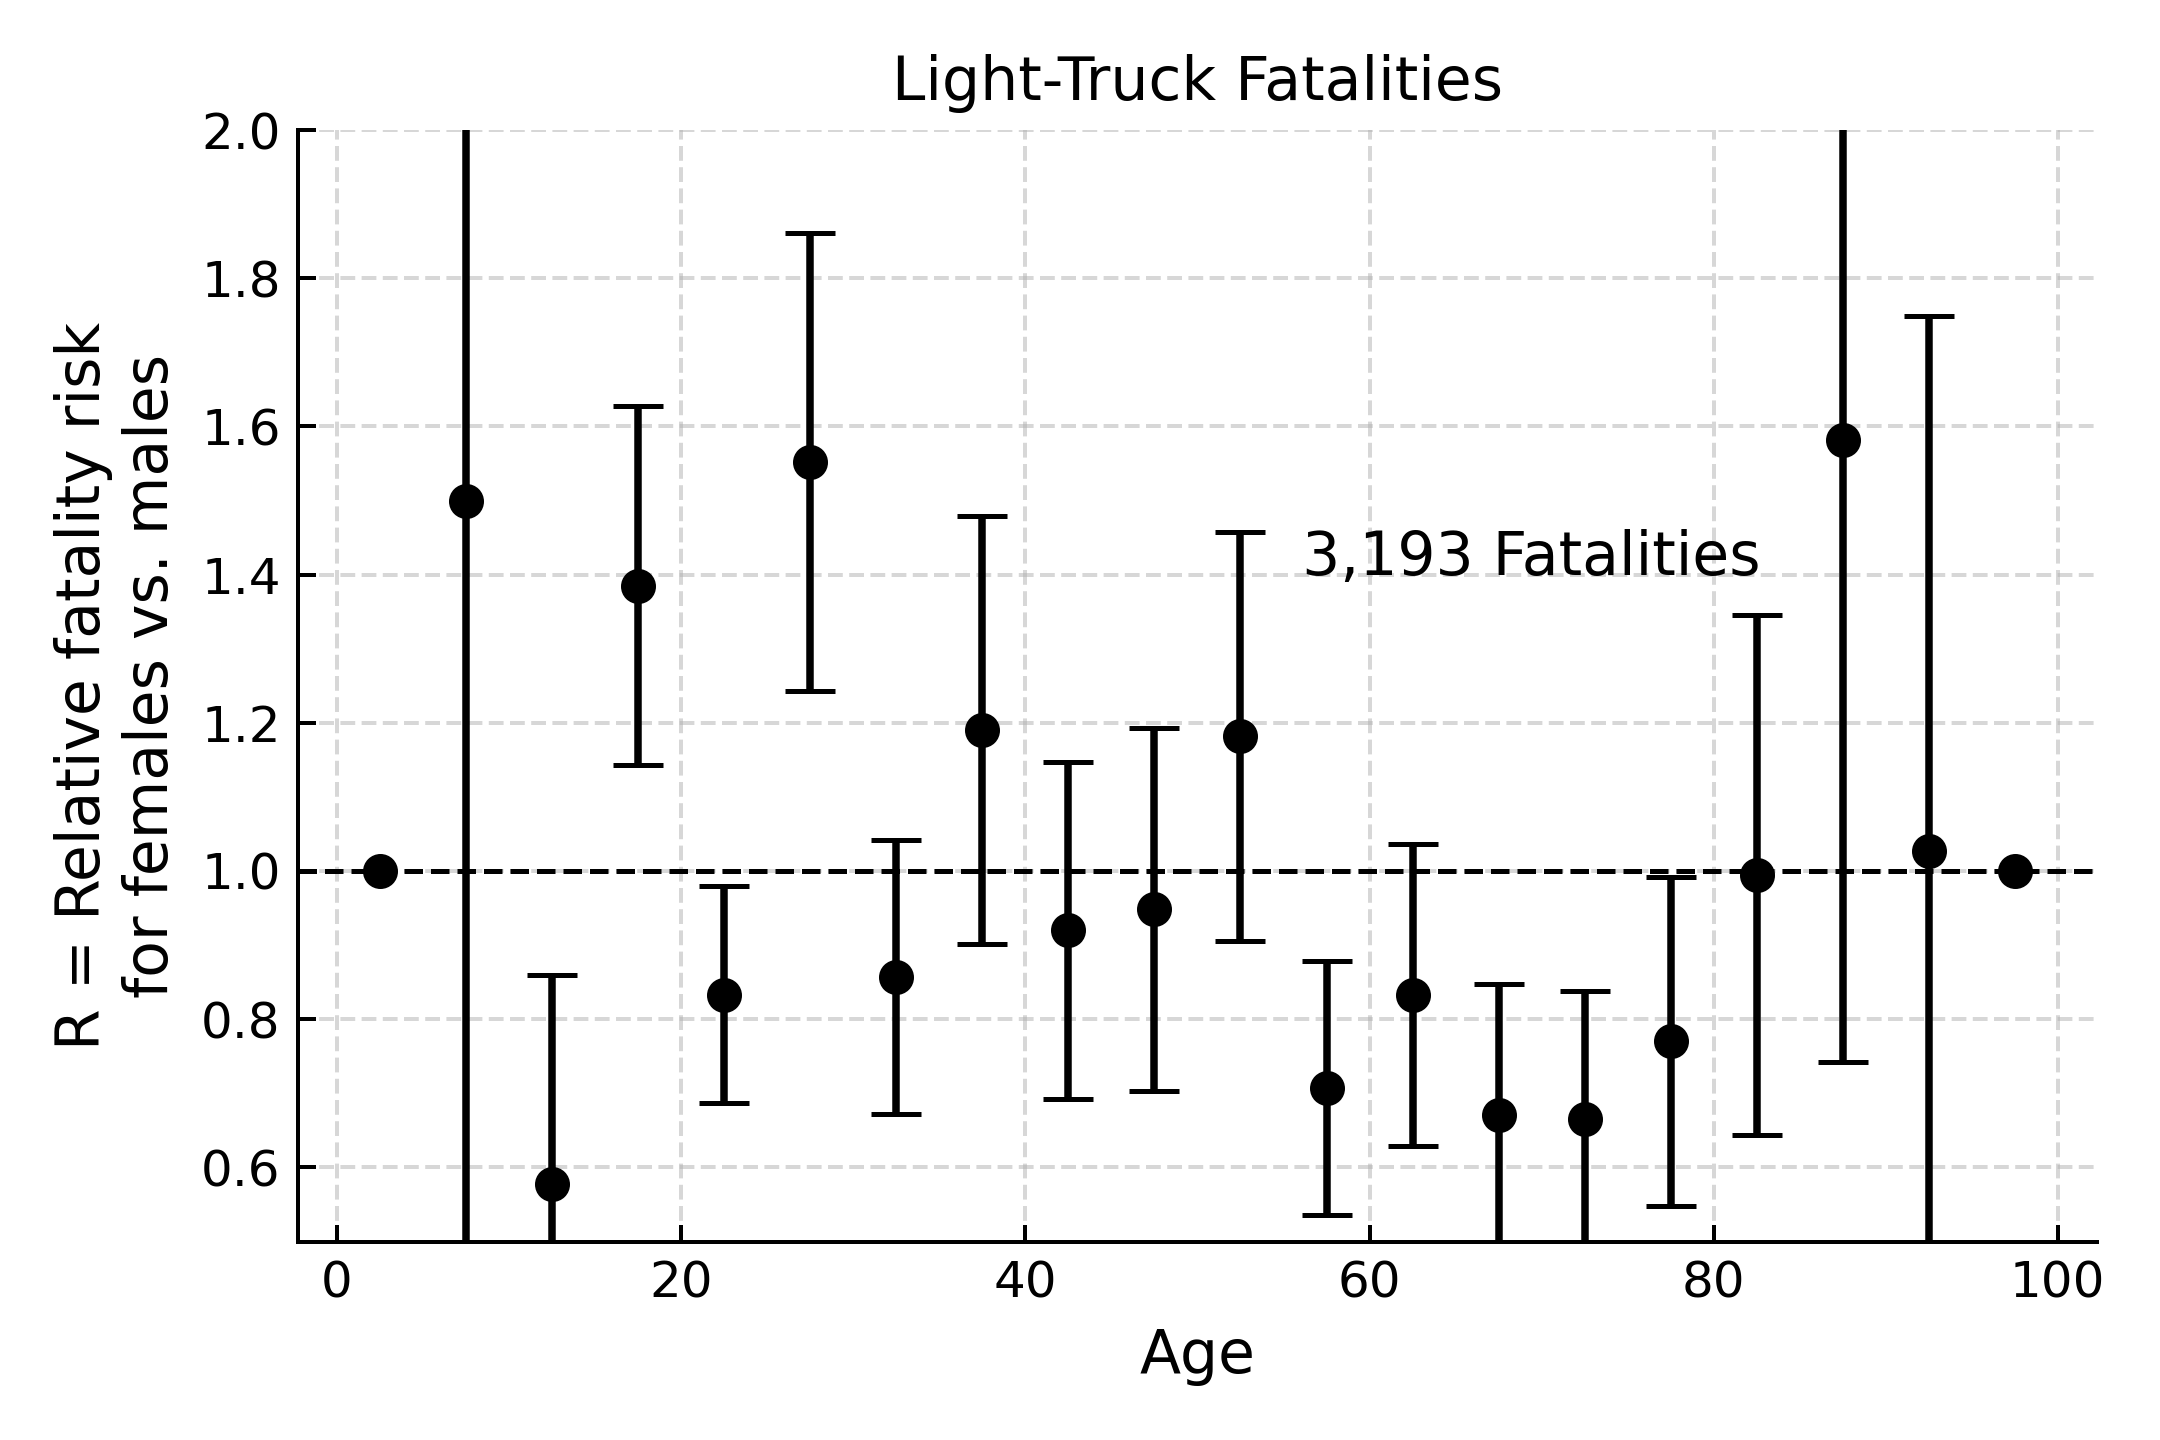 Light-Truck Fatalities
R = Relative fatality risk
for females vs. males
2.0
1.8
1.6
1.4
1.2
1.0
0.8
0.6
3,193 Fatalities
0 20 40 60 80 100
Age